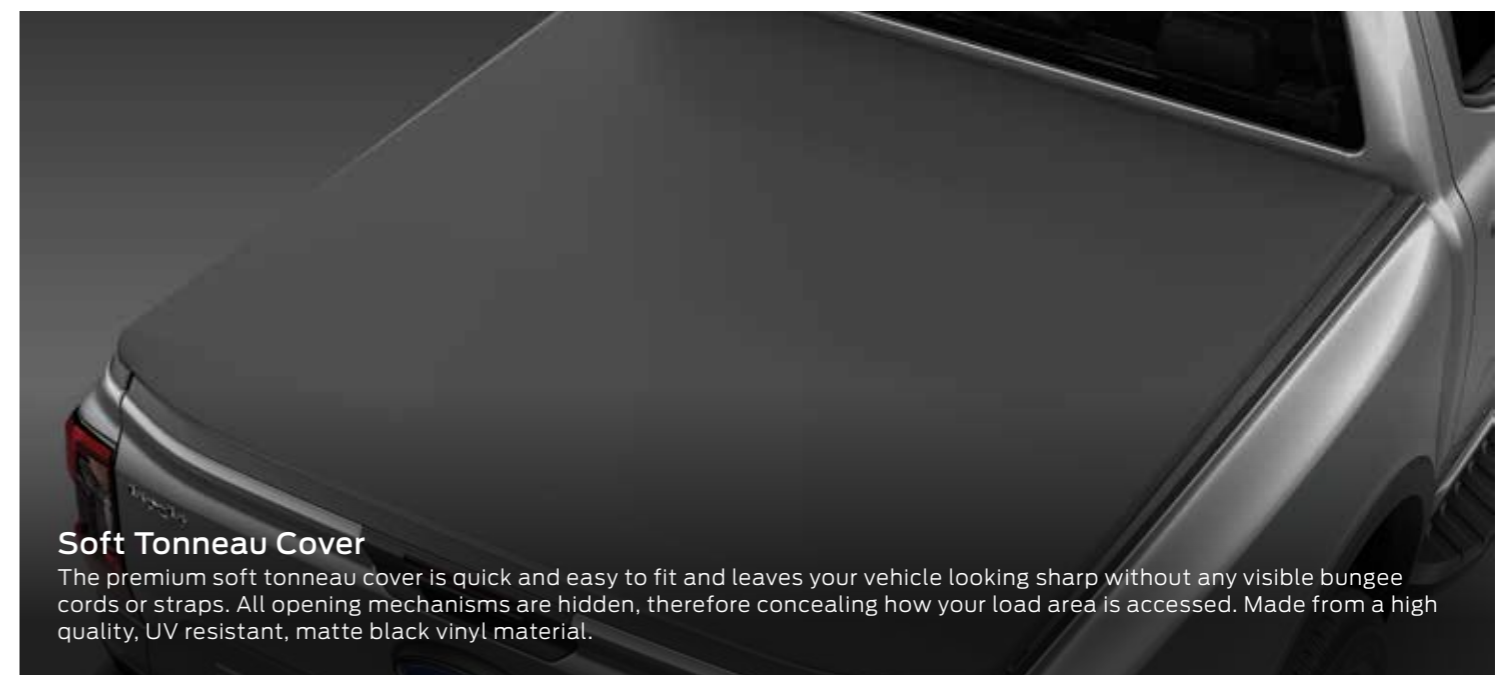 Soft Tonneau Cover
The premium soft tonneau cover is quick and easy to fit and leaves your vehicle looking sharp without any visible bungee
cords or straps. All opening mechanisms are hidden, therefore concealing how your load area is accessed. Made from a high
quality, UV resistant, matte black vinyl material.